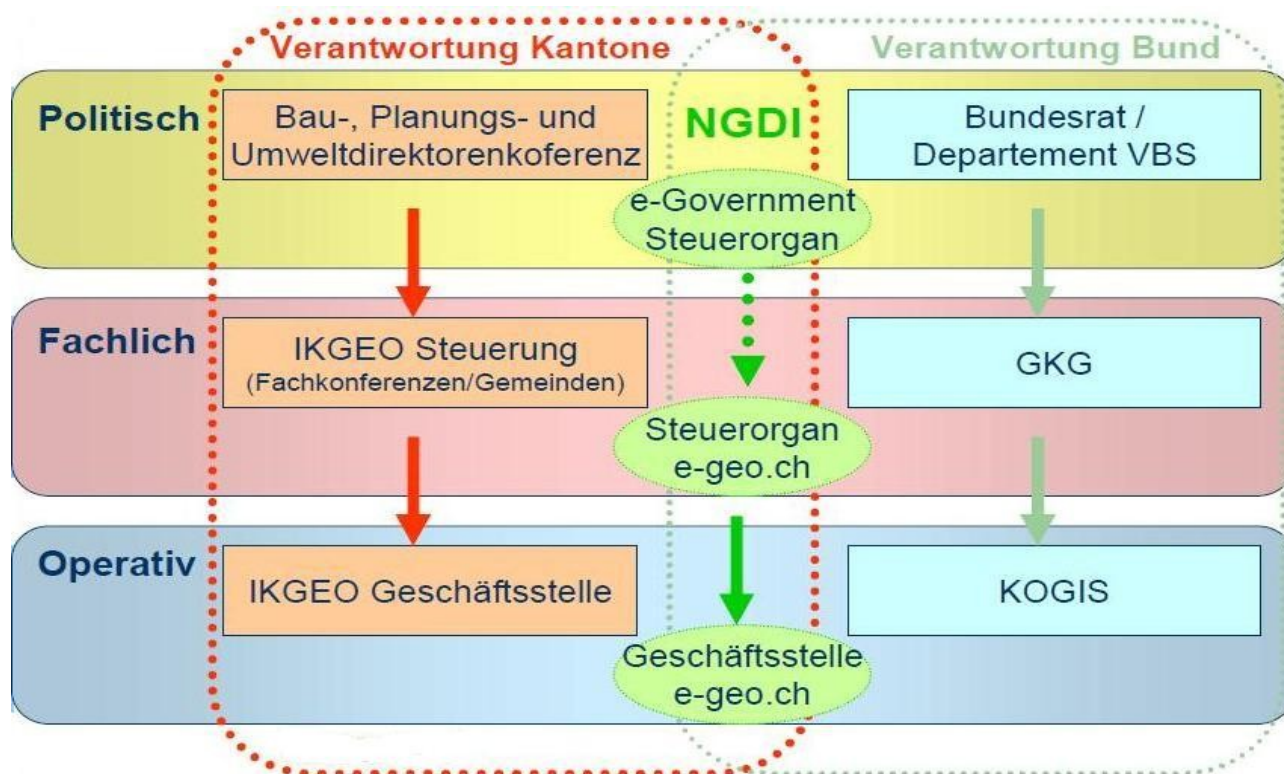 Verantwortung Kantone
Verantwortung Bund
Politisch
Bau-, Planungs- und
Umweltdirektorenkoferenz
NGDI
Bundesrat /
Departement VBS
e-Government
Steuerorgan
Fachlich
IKGEO Steuerung
(Fachkonferenzen/Gemeinden)
GKG
Steuerorgan
e-geo.ch
Operativ
IKGEO Geschäftsstelle
KOGIS
Geschäftsstelle
e-geo.ch